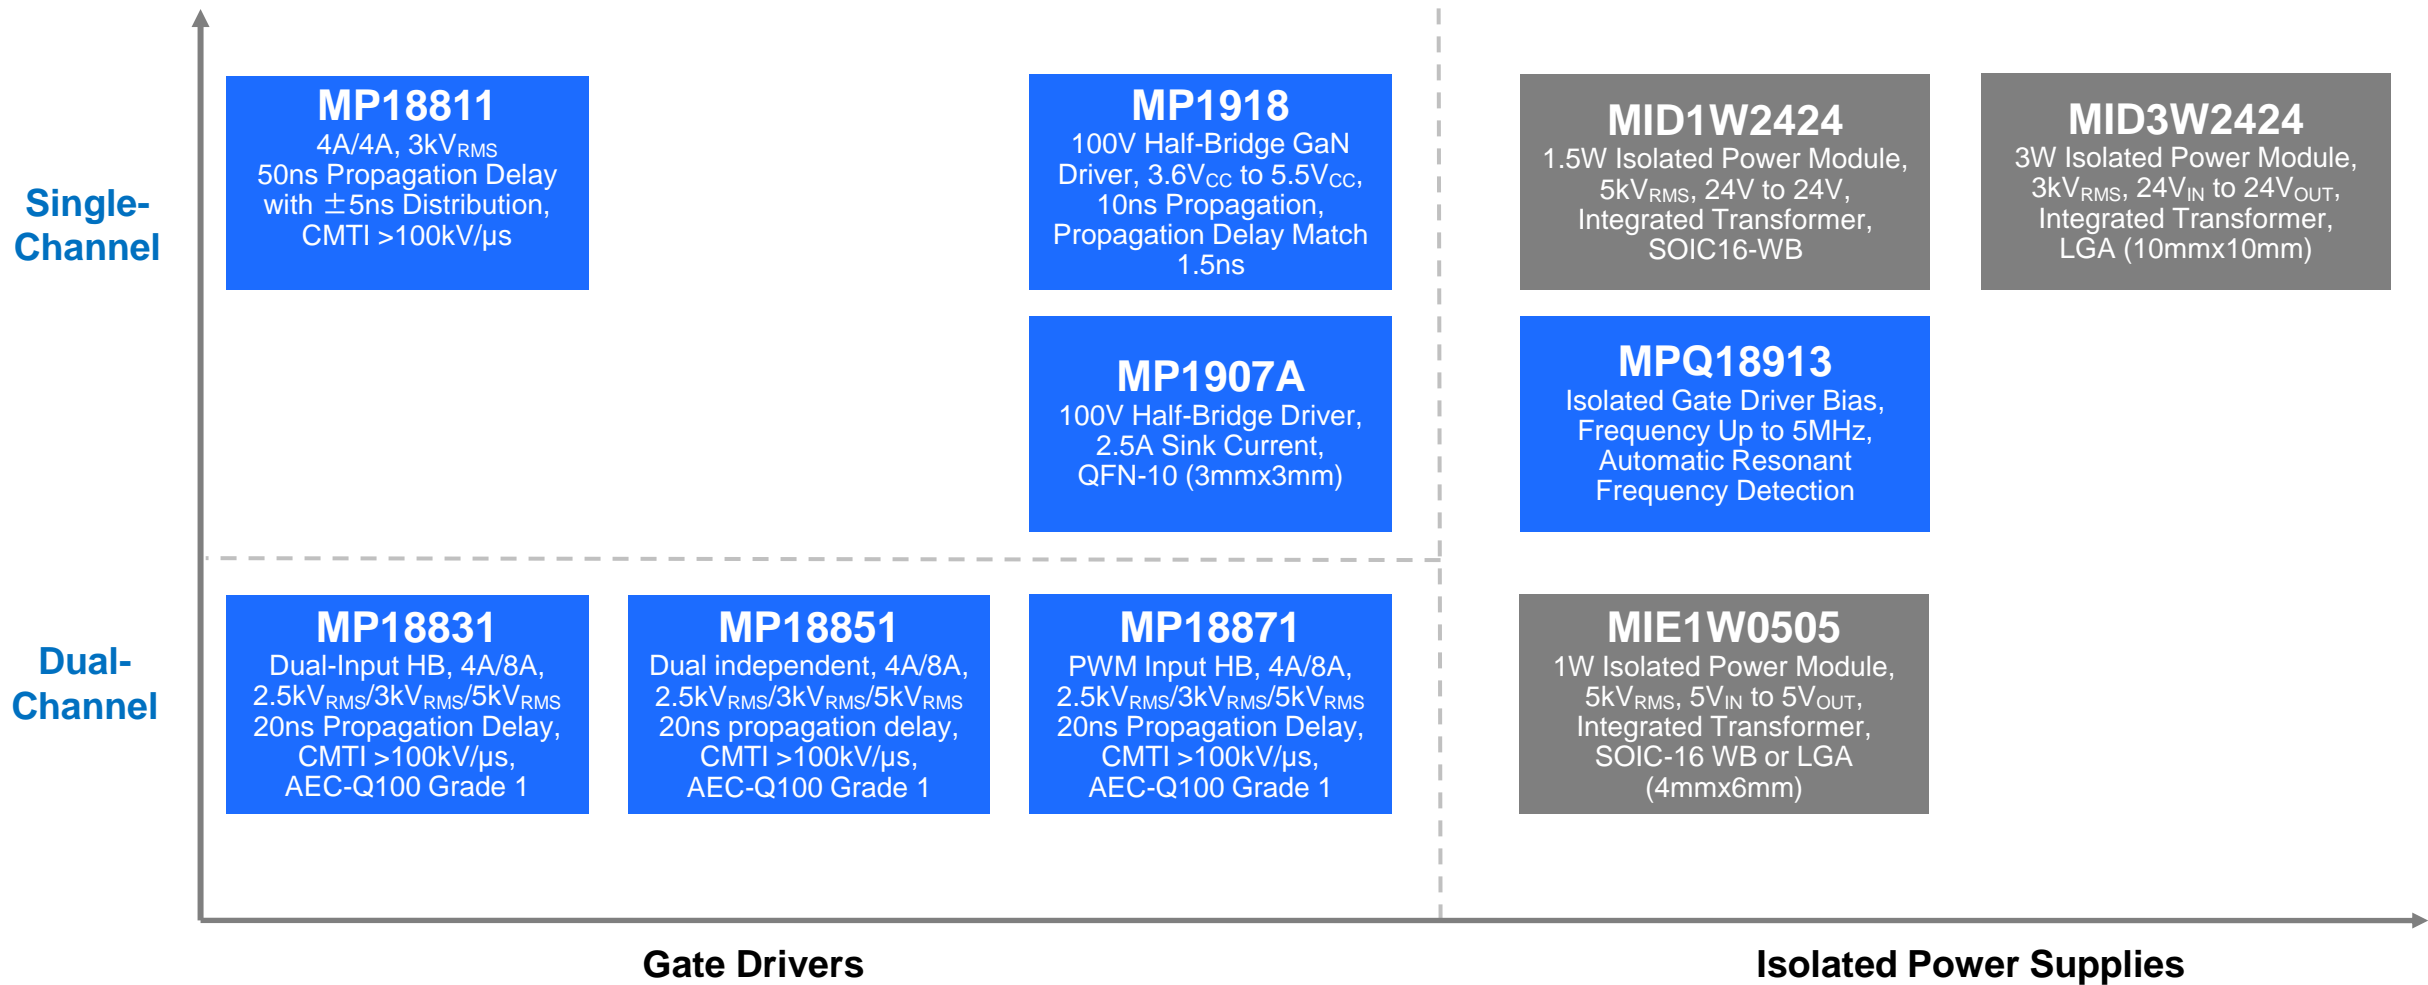 Single-
Channel
MP18811
4A/4A, 3kVRMS
50ns Propagation Delay
with ±5ns Distribution,
CMTI >100kV/µs
MP1918
100V Half-Bridge GaN
Driver, 3.6VCC to 5.5VCC,
10ns Propagation,
Propagation Delay Match
1.5ns
MID1W2424
1.5W Isolated Power Module,
5kVRMS, 24V to 24V,
Integrated Transformer,
SOIC16-WB
MID3W2424
3W Isolated Power Module,
3kVRMS, 24VIN to 24VOUT,
Integrated Transformer,
LGA (10mmx10mm)
MP1907A
100V Half-Bridge Driver,
2.5A Sink Current,
QFN-10 (3mmx3mm)
MPQ18913
Isolated Gate Driver Bias,
Frequency Up to 5MHz,
Automatic Resonant
Frequency Detection
Dual-
Channel
MP18831
Dual-Input HB, 4A/8A,
2.5kVRMS/3kVRMS/5kVRMS
20ns Propagation Delay,
CMTI >100kV/µs,
AEC-Q100 Grade 1
MP18851
Dual independent, 4A/8A,
2.5kVRMS/3kVRMS/5kVRMS
20ns propagation delay,
CMTI >100kV/µs,
AEC-Q100 Grade 1
MP18871
PWM Input HB, 4A/8A,
2.5kVRMS/3kVRMS/5kVRMS
20ns Propagation Delay,
CMTI >100kV/µs,
AEC-Q100 Grade 1
MIE1W0505
1W Isolated Power Module,
5kVRMS, 5VIN to 5VOUT,
Integrated Transformer,
SOIC-16 WB or LGA
(4mmx6mm)
Gate Drivers
Isolated Power Supplies